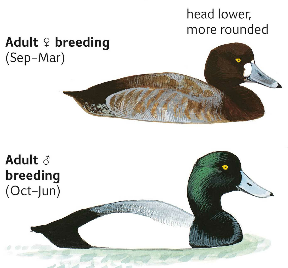 head lower,
more rounded
Adult ♀ breeding
(Sep–Mar)
Adult ♂
breeding
(Oct–Jun)